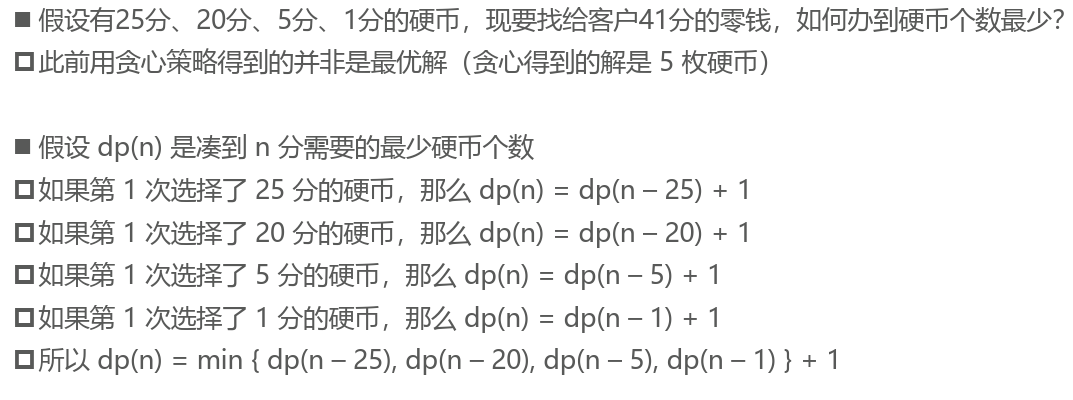 ■ 假设有25分、20分、5分、1分的硬币，现要找给客户41分的零钱，如何办到硬币个数最少？
□ 此前用贪心策略得到的并非是最优解（贪心得到的解是 5 枚硬币）
■ 假设 dp(n) 是凑到 n 分需要的最少硬币个数
□ 如果第 1 次选择了 25 分的硬币，那么 dp(n) = dp(n – 25) + 1
□ 如果第 1 次选择了 20 分的硬币，那么 dp(n) = dp(n – 20) + 1
□ 如果第 1 次选择了 5 分的硬币，那么 dp(n) = dp(n – 5) + 1
□ 如果第 1 次选择了 1 分的硬币，那么 dp(n) = dp(n – 1) + 1
□ 所以 dp(n) = min { dp(n – 25), dp(n – 20), dp(n – 5), dp(n – 1) } + 1